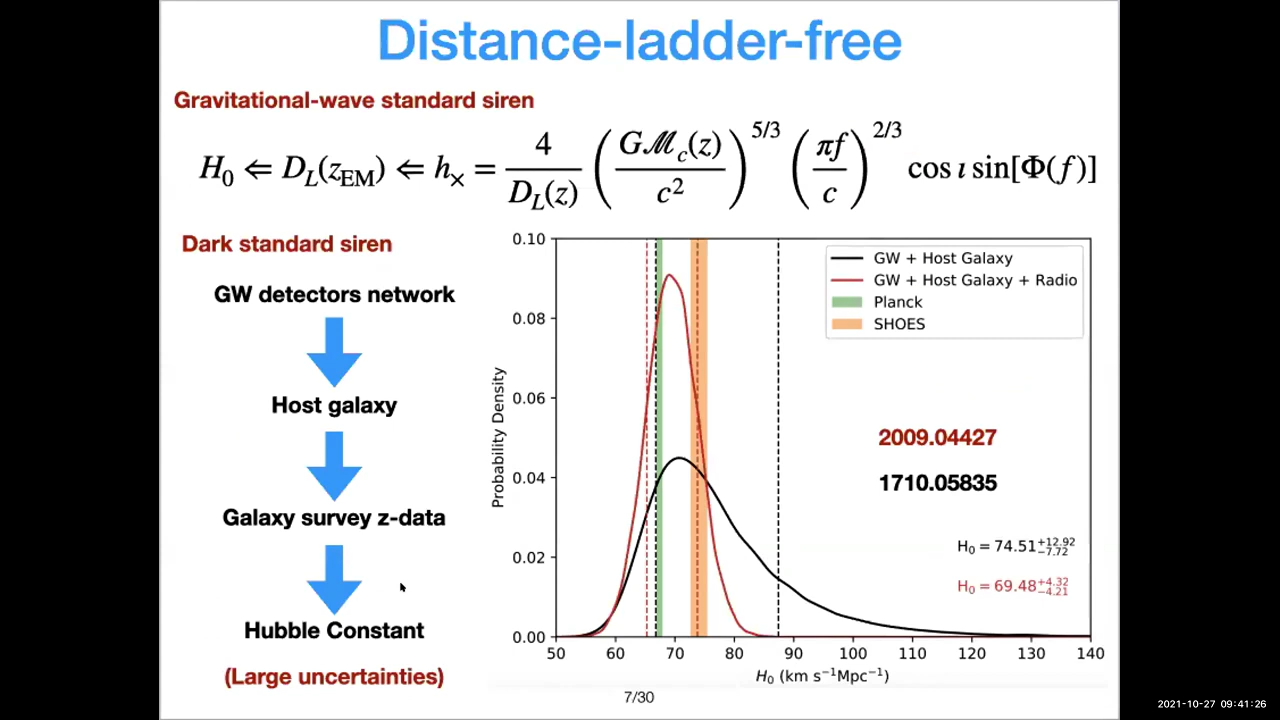 Distance-ladder-free
Gravitational-wave standard siren
H₀ ⇐ D_L(z_EM) ⇐ h_× = 4/D_L(z) (Gℳ_c(z)/c²)^5/3 (πf/c)^2/3 cos ι sin[Φ(f)]
Dark standard siren
GW detectors network
Host galaxy
Galaxy survey z-data
Hubble Constant
(Large uncertainties)
0.10
0.08
0.06
0.04
0.02
0.00
Probability Density
GW + Host Galaxy
GW + Host Galaxy + Radio
Planck
SHOES
2009.04427
1710.05835
H₀ = 74.51 +12.92 −7.72
H₀ = 69.48 +4.32 −4.21
50 60 70 80 90 100 110 120 130 140
H₀ (km s⁻¹Mpc⁻¹)
7/30
2021-10-27 09:41:26